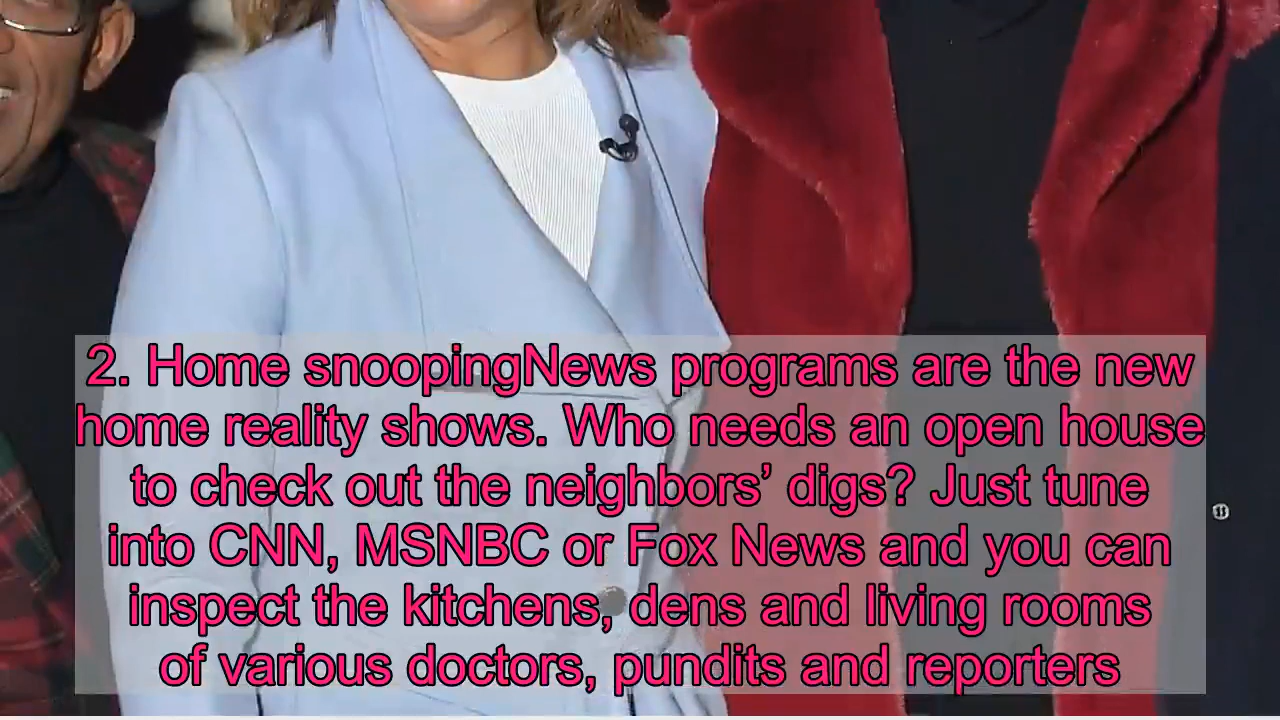 2. Home snoopingNews programs are the new
home reality shows. Who needs an open house
to check out the neighbors’ digs? Just tune
into CNN, MSNBC or Fox News and you can
inspect the kitchens, dens and living rooms
of various doctors, pundits and reporters